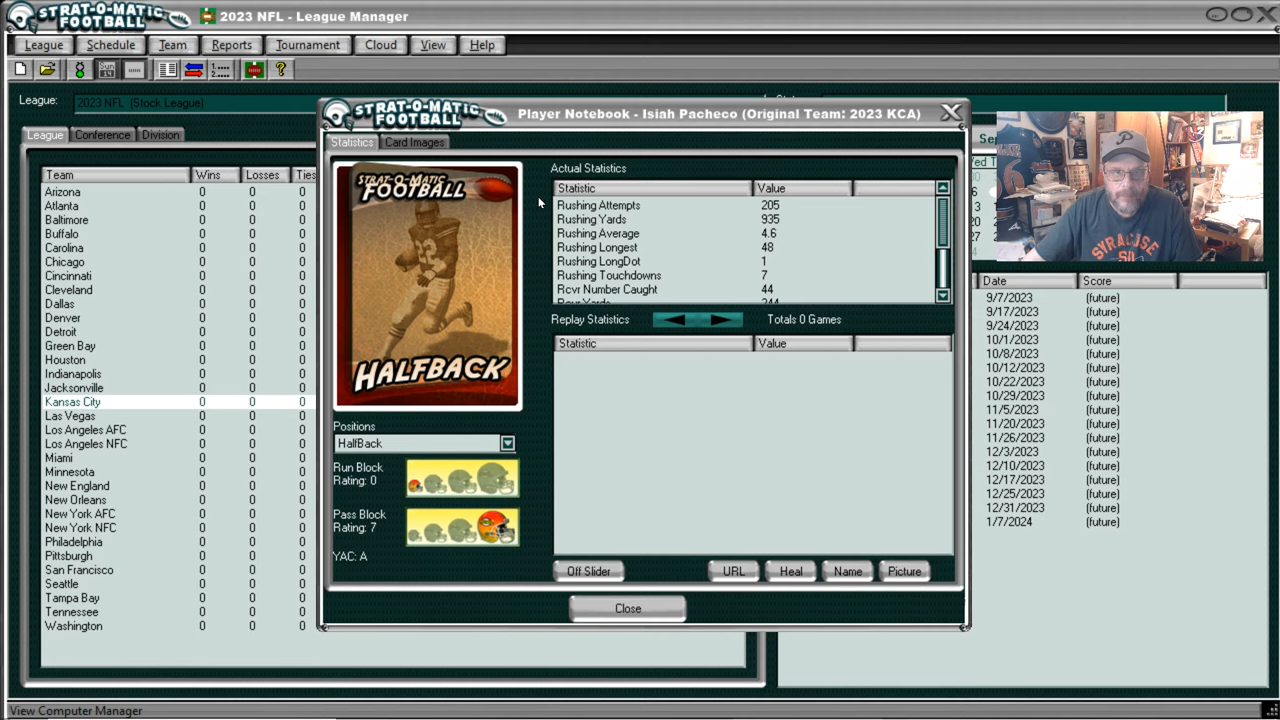 STRAT-O-MATIC FOOTBALL 2023 NFL - League Manager
League Schedule Team Reports Tournament Cloud View Help
League: 2023 NFL (Stock League)
League Conference Division
Team Wins Losses Ties
Arizona 0 0 0
Atlanta 0 0 0
Baltimore 0 0 0
Buffalo 0 0 0
Carolina 0 0 0
Chicago 0 0 0
Cincinnati 0 0 0
Cleveland 0 0 0
Dallas 0 0 0
Denver 0 0 0
Detroit 0 0 0
Green Bay 0 0 0
Houston 0 0 0
Indianapolis 0 0 0
Jacksonville 0 0 0
Kansas City 0 0 0
Las Vegas 0 0 0
Los Angeles AFC 0 0 0
Los Angeles NFC 0 0 0
Miami 0 0 0
Minnesota 0 0 0
New England 0 0 0
New Orleans 0 0 0
New York AFC 0 0 0
New York NFC 0 0 0
Philadelphia 0 0 0
Pittsburgh 0 0 0
San Francisco 0 0 0
Seattle 0 0 0
Tampa Bay 0 0 0
Tennessee 0 0 0
Washington 0 0 0
STRAT-O-MATIC FOOTBALL Player Notebook - Isiah Pacheco (Original Team: 2023 KCA)
Statistics Card Images
STRAT-O-MATIC
FOOTBALL
HALFBACK
Positions
HalfBack
Run Block
Rating: 0
Pass Block
Rating: 7
YAC: A
Actual Statistics
Statistic Value
Rushing Attempts 205
Rushing Yards 935
Rushing Average 4.6
Rushing Longest 48
Rushing LongDot 1
Rushing Touchdowns 7
Rcvr Number Caught 44
Rcvr Yards 244
Replay Statistics Totals 0 Games
Statistic Value
Off Slider URL Heal Name Picture
Close
SYRACUSE
Date Score
9/7/2023 (future)
9/17/2023 (future)
9/24/2023 (future)
10/1/2023 (future)
10/8/2023 (future)
10/12/2023 (future)
10/22/2023 (future)
10/29/2023 (future)
11/5/2023 (future)
11/20/2023 (future)
11/26/2023 (future)
12/3/2023 (future)
12/10/2023 (future)
12/17/2023 (future)
12/25/2023 (future)
12/31/2023 (future)
1/7/2024 (future)
View Computer Manager